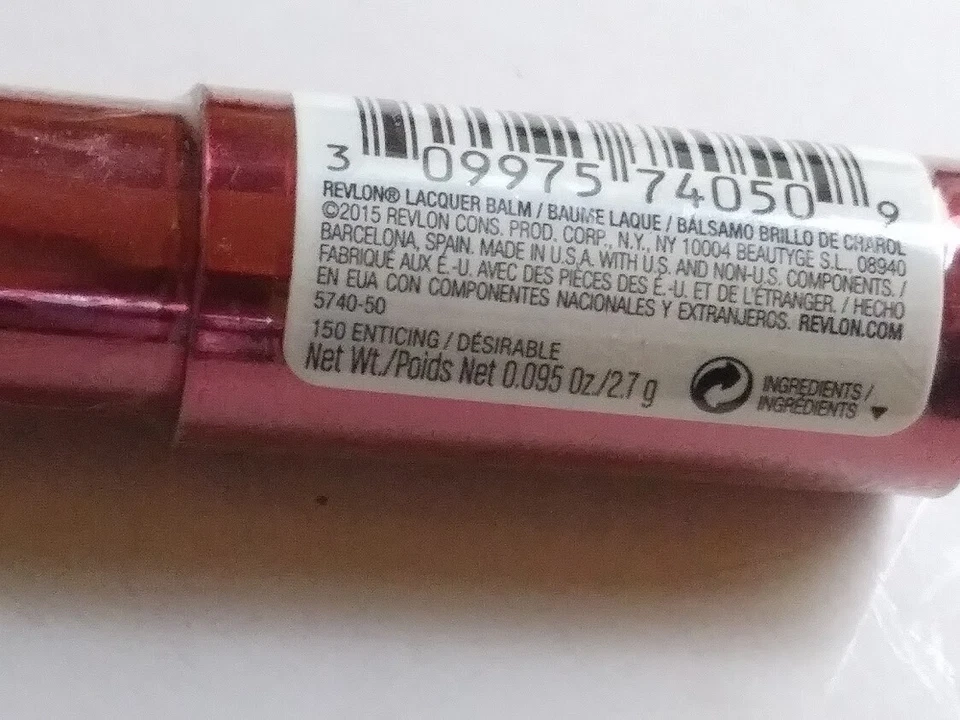 3 09975 74050 9
REVLON® LACQUER BALM / BAUME LAQUE / BÁLSAMO BRILLO DE CHAROL
©2015 REVLON CONS. PROD. CORP., N.Y., NY 10004 BEAUTYGE S.L., 08940
BARCELONA, SPAIN. MADE IN U.S.A. WITH U.S. AND NON-U.S. COMPONENTS. /
FABRIQUÉ AUX É.-U. AVEC DES PIÈCES DES É.-U. ET DE L'ÉTRANGER. / HECHO
EN EUA CON COMPONENTES NACIONALES Y EXTRANJEROS. REVLON.COM
5740-50
150 ENTICING / DÉSIRABLE
Net Wt./Poids Net 0.095 Oz/2.7 g
INGREDIENTS /
INGRÉDIENTS